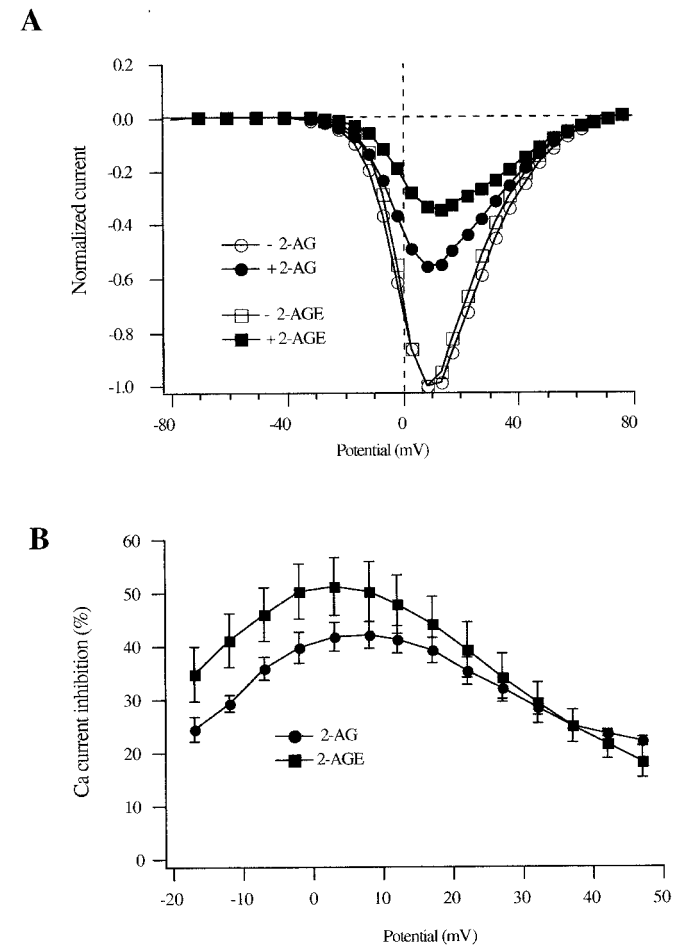 A
0.2
0.0
-0.2
-0.4
-0.6
-0.8
-1.0
Normalized current
- 2-AG
+ 2-AG
- 2-AGE
+ 2-AGE
-80 -40 0 40 80
Potential (mV)
B
60
50
40
30
20
10
0
Ca current inhibition (%)
2-AG
2-AGE
-20 -10 0 10 20 30 40 50
Potential (mV)